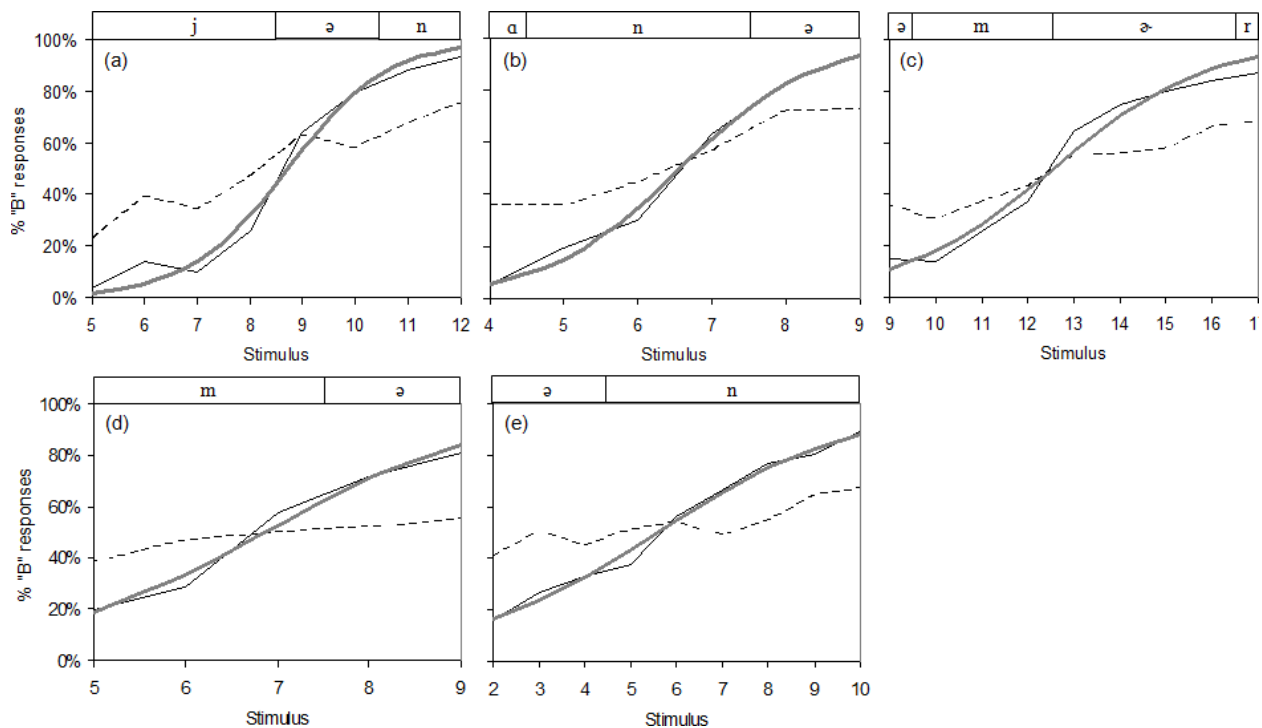 j ə n
ɑ n ə
ə m ɚ r
100%
80%
60%
40%
20%
0%
% "B" responses
(a)
(b)
(c)
5 6 7 8 9 10 11 12
4 5 6 7 8 9
9 10 11 12 13 14 15 16 1
Stimulus
Stimulus
Stimulus
m ə
ə n
100%
80%
60%
40%
20%
0%
% "B" responses
(d)
(e)
5 6 7 8 9
2 3 4 5 6 7 8 9 10
Stimulus
Stimulus